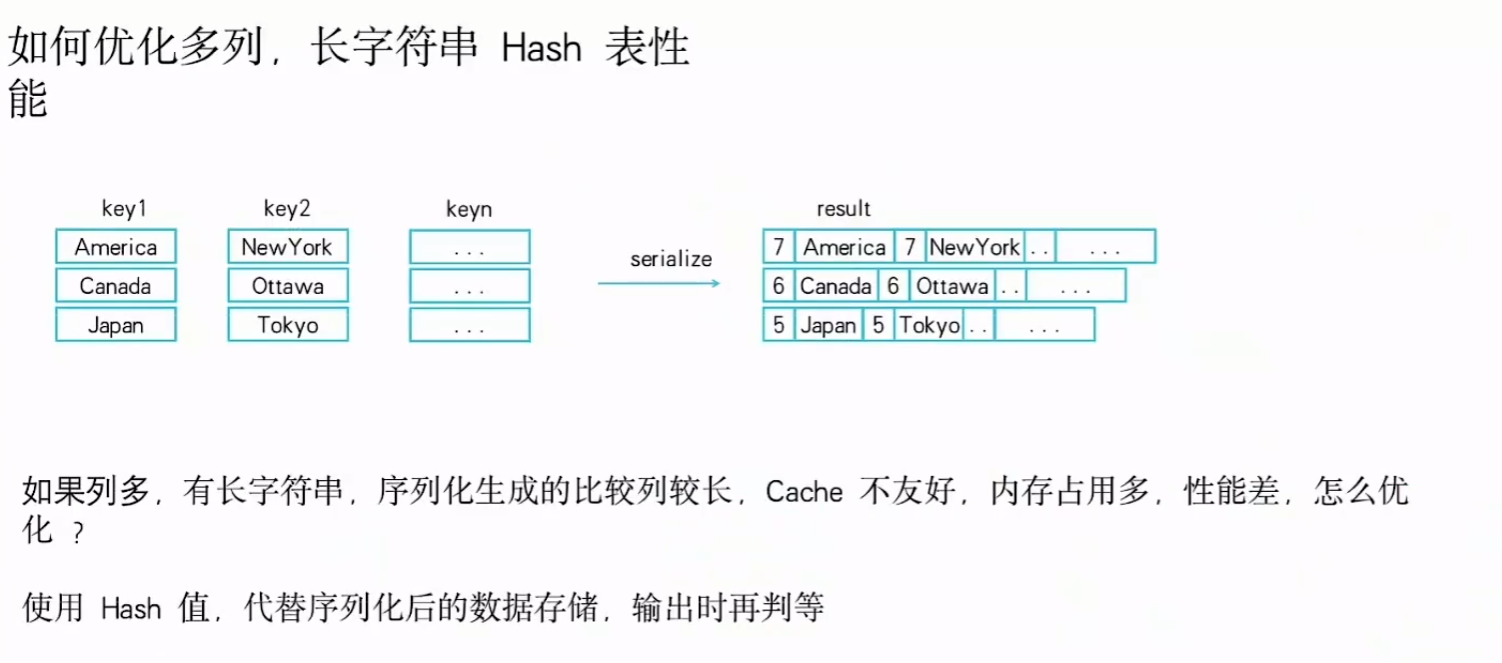 如何优化多列，长字符串 Hash 表性
能
key1 key2 keyn result
America NewYork ... 7 America 7 NewYork .. ...
serialize
Canada Ottawa ... 6 Canada 6 Ottawa .. ...
Japan Tokyo ... 5 Japan 5 Tokyo .. ...
如果列多，有长字符串，序列化生成的比较列较长，Cache 不友好，内存占用多，性能差，怎么优
化 ？
使用 Hash 值，代替序列化后的数据存储，输出时再判等